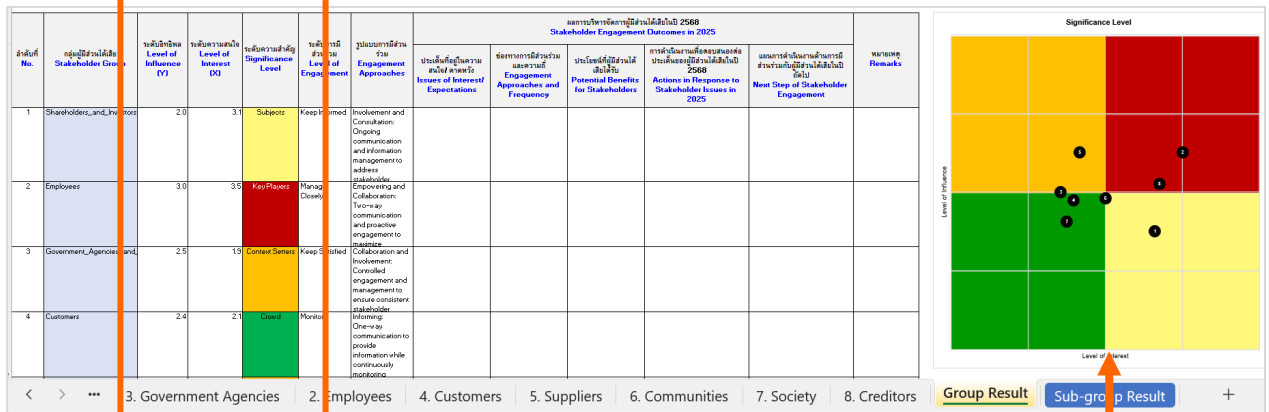 ลำดับที่
No.
กลุ่มผู้มีส่วนได้เสีย
Stakeholder Group
ระดับอิทธิพล
Level of
Influence
(Y)
ระดับความสนใจ
Level of
Interest
(X)
ระดับความสำคัญ
Significance
Level
ระดับการมี
ส่วนร่วม
Level of
Engagement
รูปแบบการมีส่วน
ร่วม
Engagement
Approaches
ผลการบริหารจัดการผู้มีส่วนได้เสียในปี 2568
Stakeholder Engagement Outcomes in 2025
ประเด็นที่อยู่ในความ
สนใจ/ คาดหวัง
Issues of Interest/
Expectations
ช่องทางการมีส่วนร่วม
และความถี่
Engagement
Approaches and
Frequency
ประโยชน์ที่ผู้มีส่วนได้
เสียได้รับ
Potential Benefits
for Stakeholders
การดำเนินงานเพื่อตอบสนองต่อ
ประเด็นของผู้มีส่วนได้เสียในปี
2568
Actions in Response to
Stakeholder Issues in
2025
แผนการดำเนินงานด้านการมี
ส่วนร่วมกับผู้มีส่วนได้เสียในปี
ถัดไป
Next Step of Stakeholder
Engagement
หมายเหตุ
Remarks
1
Shareholders_and_Investors
2.0
3.1
Subjects
Keep Informed
Involvement and
Consultation:
Ongoing
communication
and information
management to
address
stakeholder
2
Employees
3.0
3.5
Key Players
Manage
Closely
Empowering and
Collaboration:
Two-way
communication
and proactive
engagement to
maximize
3
Government_Agencies_and_
2.5
1.9
Context Setters
Keep Satisfied
Collaboration and
Involvement:
Controlled
engagement and
management to
ensure consistent
stakeholder
4
Customers
2.4
2.1
Crowd
Monitor
Informing:
One-way
communication to
provide
information while
continuously
monitoring
Significance Level
Level of Influence
5
2
8
3
4
6
7
1
Level of Interest
3. Government Agencies
2. Employees
4. Customers
5. Suppliers
6. Communities
7. Society
8. Creditors
Group Result
Sub-group Result